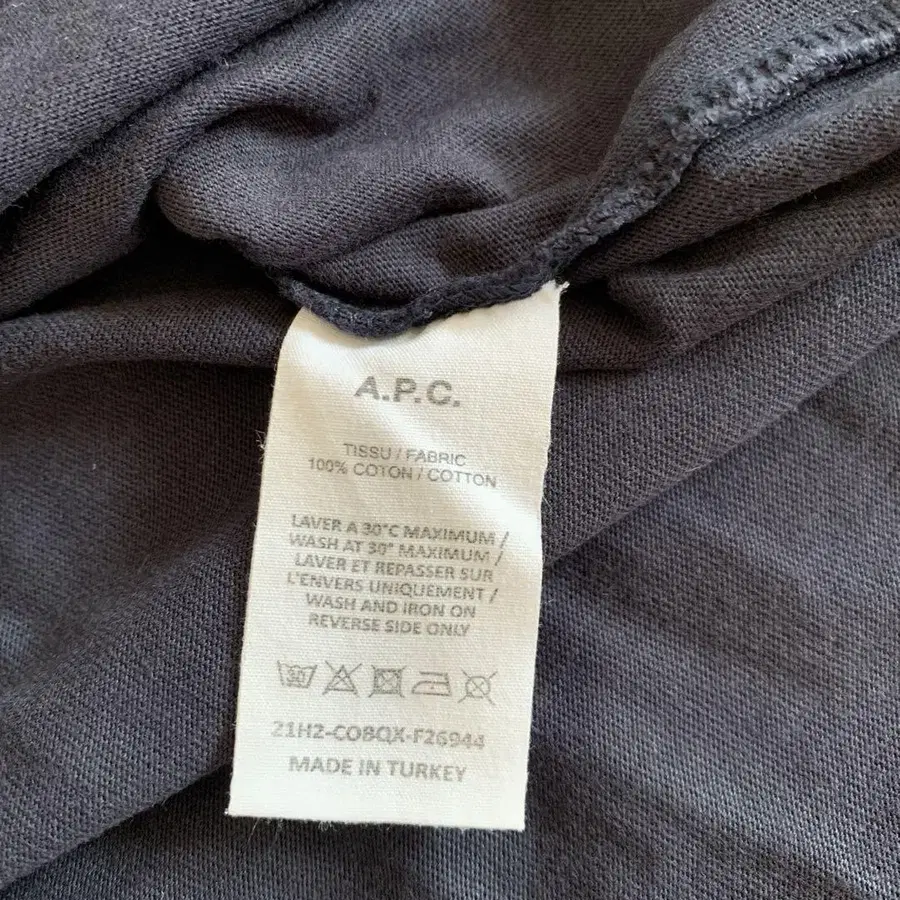 A.P.C.
TISSU / FABRIC
100% COTON / COTTON
LAVER A 30°C MAXIMUM /
WASH AT 30° MAXIMUM /
LAVER ET REPASSER SUR
L'ENVERS UNIQUEMENT /
WASH AND IRON ON
REVERSE SIDE ONLY
30
21H2-COBQX-F26944
MADE IN TURKEY